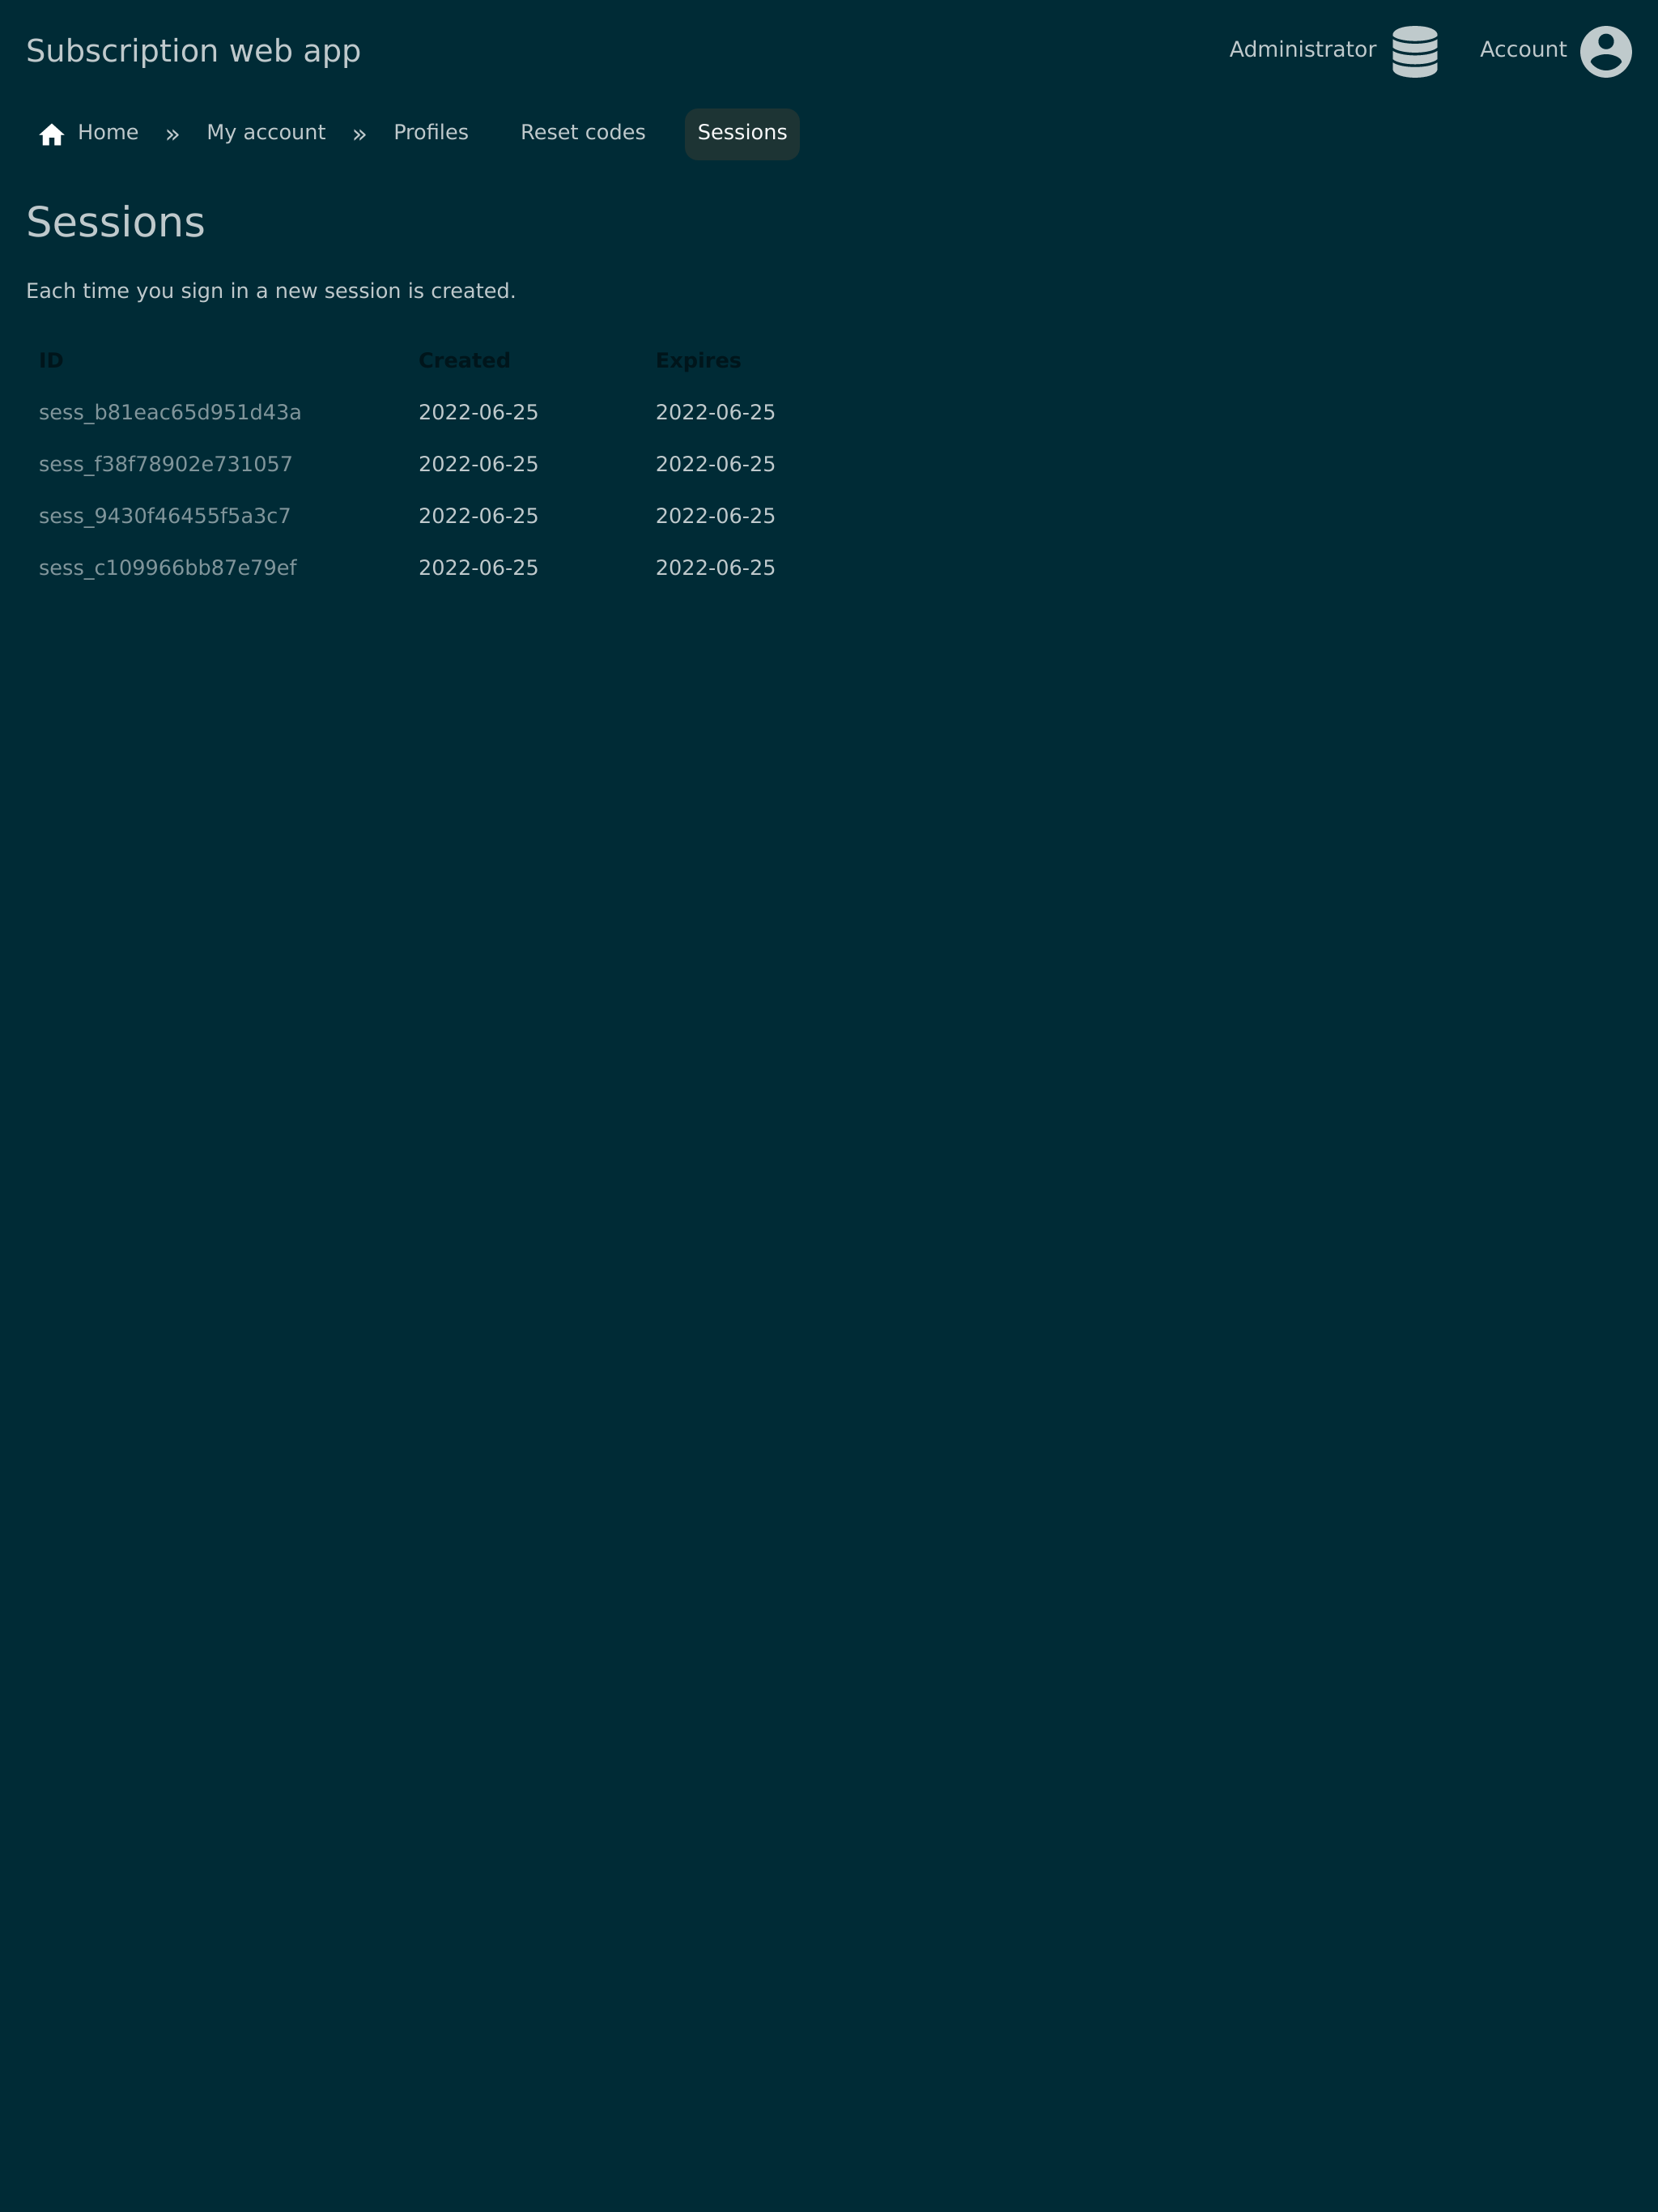 Subscription web app Administrator Account
Home » My account » Profiles Reset codes Sessions
Sessions
Each time you sign in a new session is created.
ID Created Expires
sess_b81eac65d951d43a 2022-06-25 2022-06-25
sess_f38f78902e731057 2022-06-25 2022-06-25
sess_9430f46455f5a3c7 2022-06-25 2022-06-25
sess_c109966bb87e79ef 2022-06-25 2022-06-25